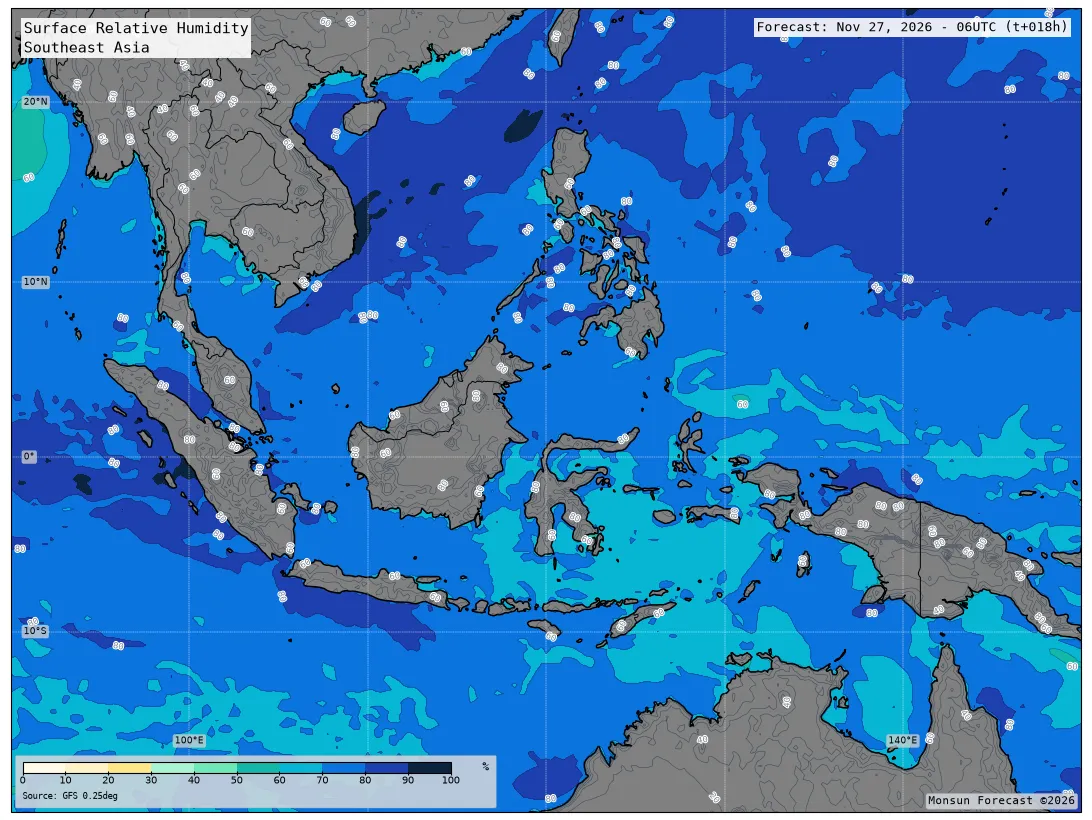 Surface Relative Humidity
Southeast Asia
Forecast: Nov 27, 2026 - 06UTC (t+018h)
20°N
10°N
0°
10°S
100°E
140°E
0 10 20 30 40 50 60 70 80 90 100
%
Source: GFS 0.25deg
Monsun Forecast ©2026